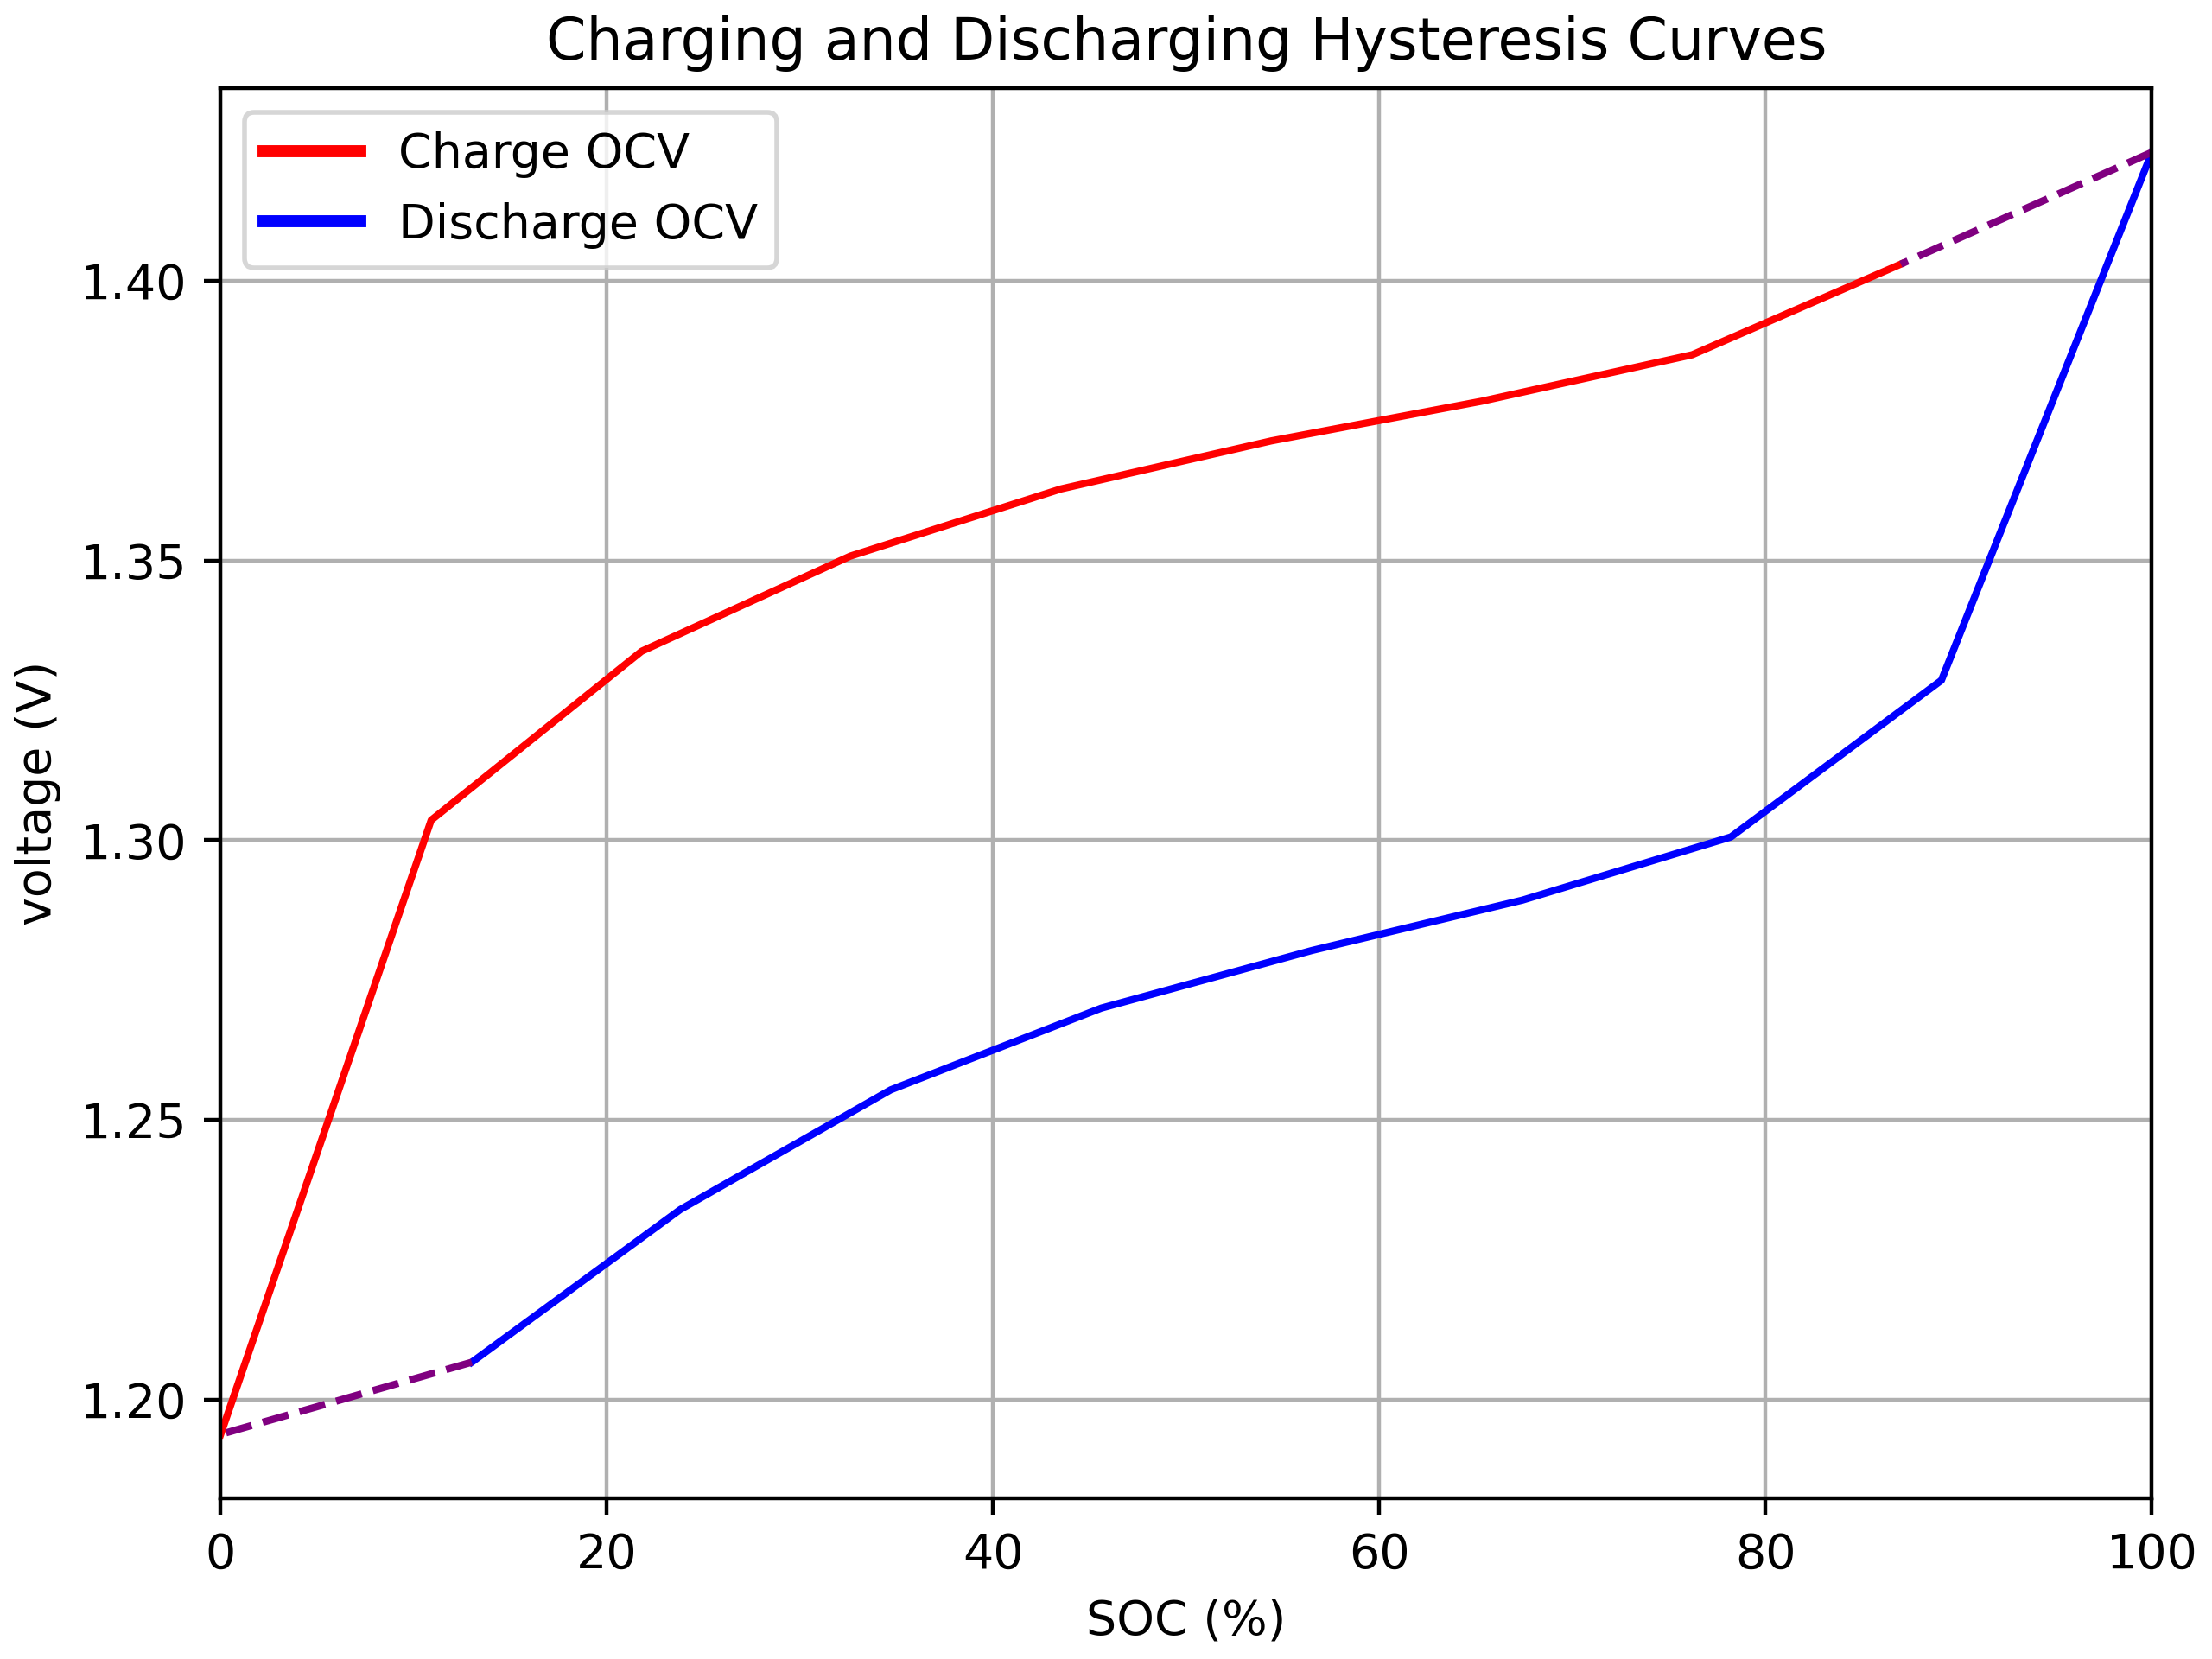 Charging and Discharging Hysteresis Curves
Charge OCV
Discharge OCV
voltage (V)
1.40
1.35
1.30
1.25
1.20
0 20 40 60 80 100
SOC (%)